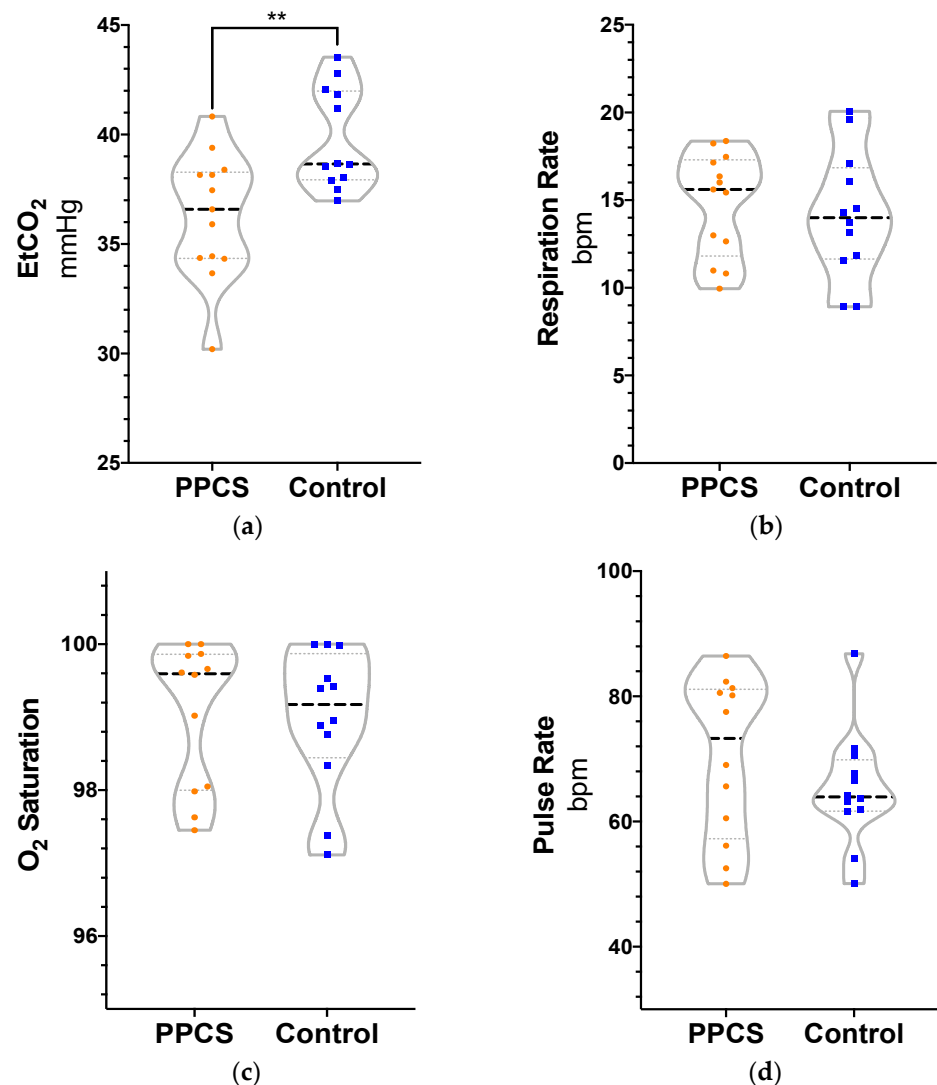 **
EtCO₂
mmHg
45
40
35
30
25
PPCS Control
(a)
Respiration Rate
bpm
25
20
15
10
5
0
PPCS Control
(b)
O₂ Saturation
100
98
96
PPCS Control
(c)
Pulse Rate
bpm
100
80
60
40
PPCS Control
(d)